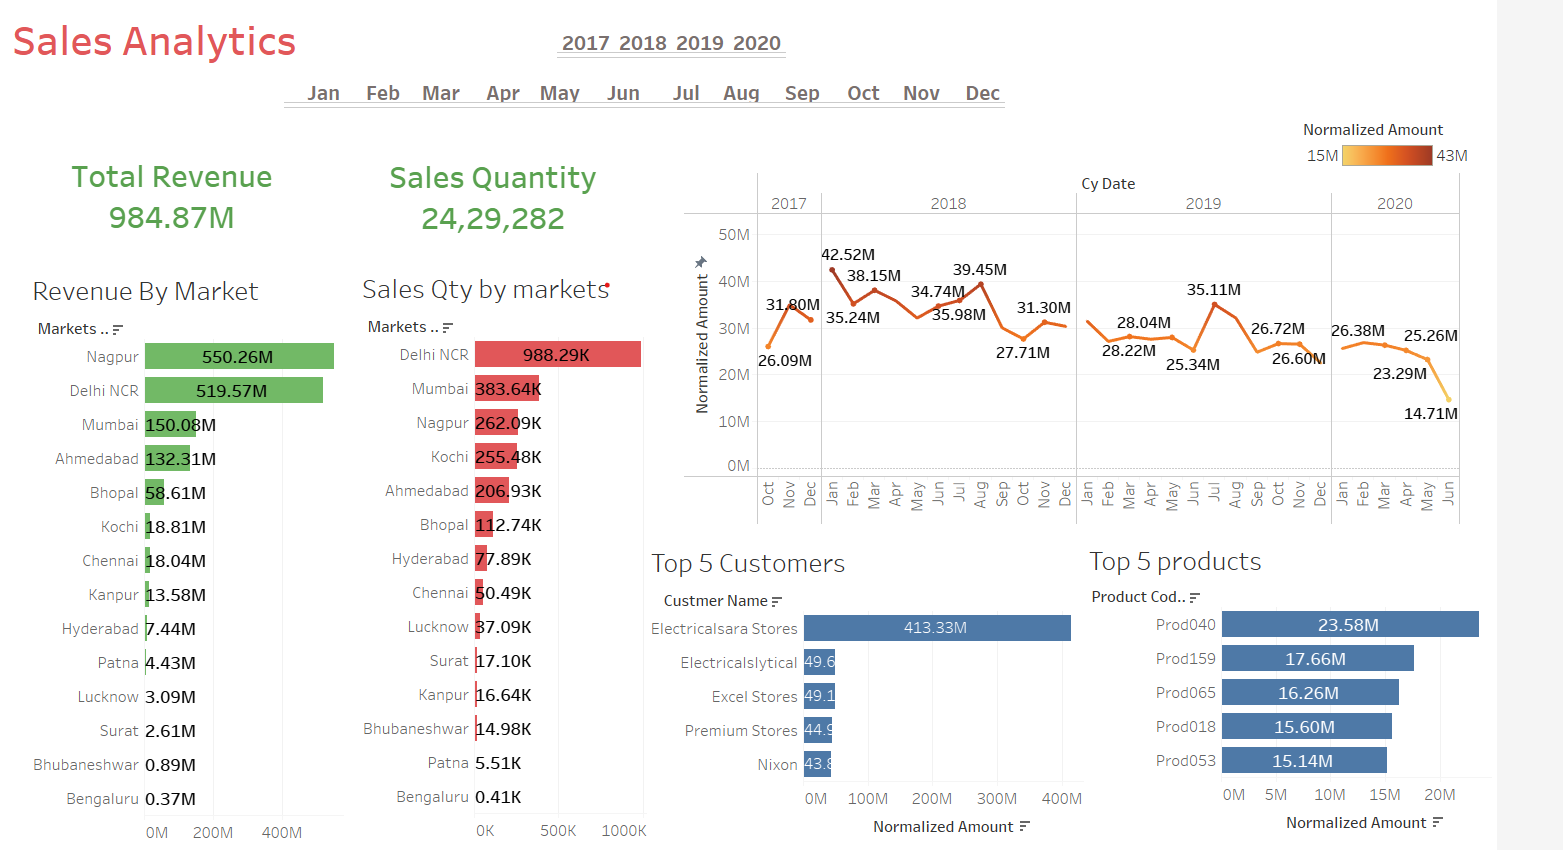 Sales Analytics
2017 2018 2019 2020
Jan Feb Mar Apr May Jun Jul Aug Sep Oct Nov Dec
Total Revenue
984.87M
Sales Quantity
24,29,282
Normalized Amount
15M 43M
Cy Date
2017 2018 2019 2020
Normalized Amount
50M
40M
30M
20M
10M
0M
31.80M
26.09M
42.52M
38.15M
35.24M
34.74M
35.98M
39.45M
27.71M
31.30M
28.04M
28.22M
25.34M
35.11M
26.72M
26.60M
26.38M
25.26M
23.29M
14.71M
Oct Nov Dec Jan Feb Mar Apr May Jun Jul Aug Sep Oct Nov Dec Jan Feb Mar Apr May Jun Jul Aug Sep Oct Nov Dec Jan Feb Mar Apr May Jun
Revenue By Market
Markets ..
Nagpur 550.26M
Delhi NCR 519.57M
Mumbai 150.08M
Ahmedabad 132.31M
Bhopal 58.61M
Kochi 18.81M
Chennai 18.04M
Kanpur 13.58M
Hyderabad 7.44M
Patna 4.43M
Lucknow 3.09M
Surat 2.61M
Bhubaneshwar 0.89M
Bengaluru 0.37M
0M 200M 400M
Sales Qty by markets
Markets ..
Delhi NCR 988.29K
Mumbai 383.64K
Nagpur 262.09K
Kochi 255.48K
Ahmedabad 206.93K
Bhopal 112.74K
Hyderabad 77.89K
Chennai 50.49K
Lucknow 37.09K
Surat 17.10K
Kanpur 16.64K
Bhubaneshwar 14.98K
Patna 5.51K
Bengaluru 0.41K
0K 500K 1000K
Top 5 Customers
Custmer Name
Electricalsara Stores 413.33M
Electricalslytical 49.6
Excel Stores 49.1
Premium Stores 44.9
Nixon 43.8
0M 100M 200M 300M 400M
Normalized Amount
Top 5 products
Product Cod..
Prod040 23.58M
Prod159 17.66M
Prod065 16.26M
Prod018 15.60M
Prod053 15.14M
0M 5M 10M 15M 20M
Normalized Amount